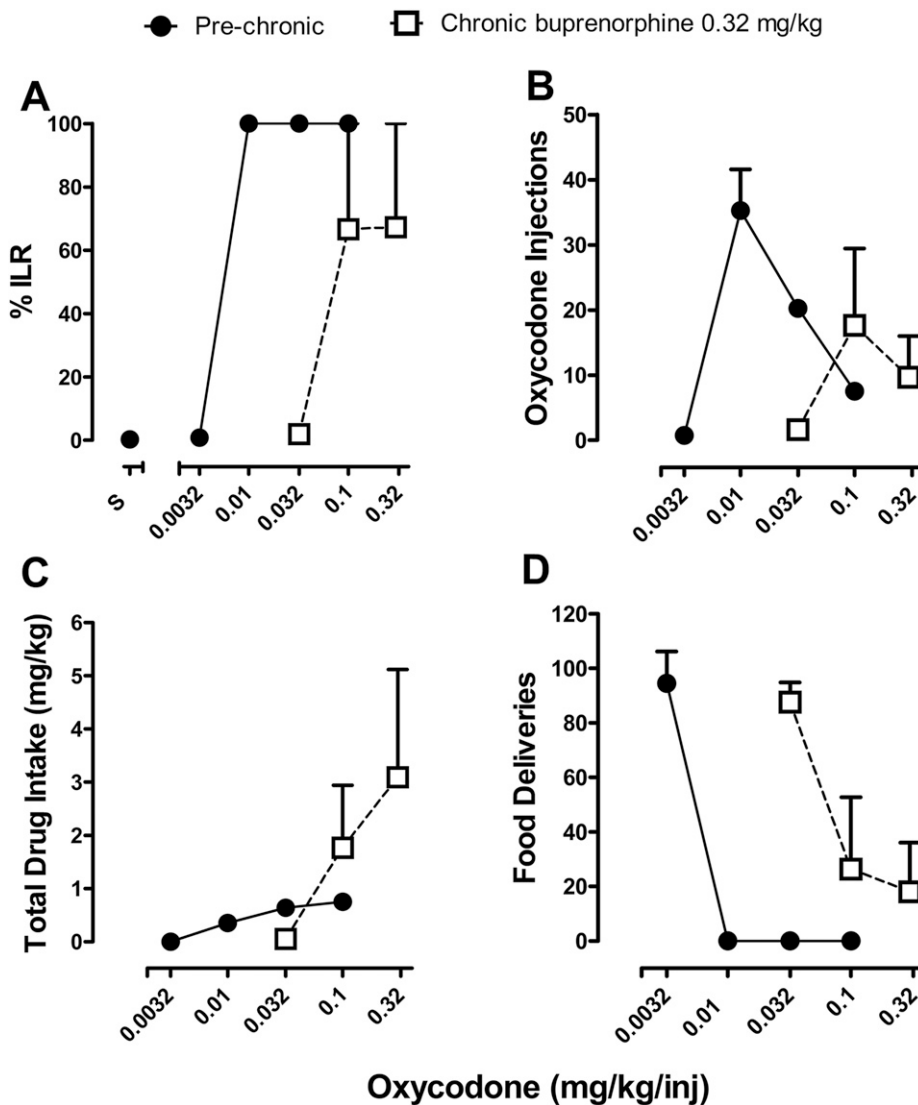 Pre-chronic Chronic buprenorphine 0.32 mg/kg
A
% ILR
100
80
60
40
20
0
S 0.0032 0.01 0.032 0.1 0.32
B
Oxycodone Injections
50
40
30
20
10
0
0.0032 0.01 0.032 0.1 0.32
C
Total Drug Intake (mg/kg)
6
5
4
3
2
1
0
0.0032 0.01 0.032 0.1 0.32
D
Food Deliveries
120
100
80
60
40
20
0
0.0032 0.01 0.032 0.1 0.32
Oxycodone (mg/kg/inj)